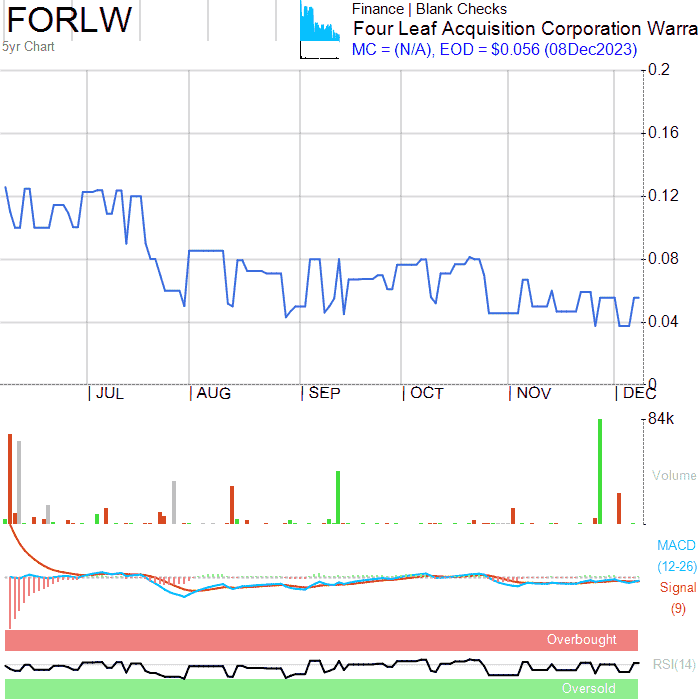 FORLW
5yr Chart
Finance | Blank Checks
Four Leaf Acquisition Corporation Warra
MC = (N/A), EOD = $0.056 (08Dec2023)
0.2
0.16
0.12
0.08
0.04
0
JUL AUG SEP OCT NOV DEC
84k
Volume
MACD
(12-26)
Signal
(9)
Overbought
RSI(14)
Oversold